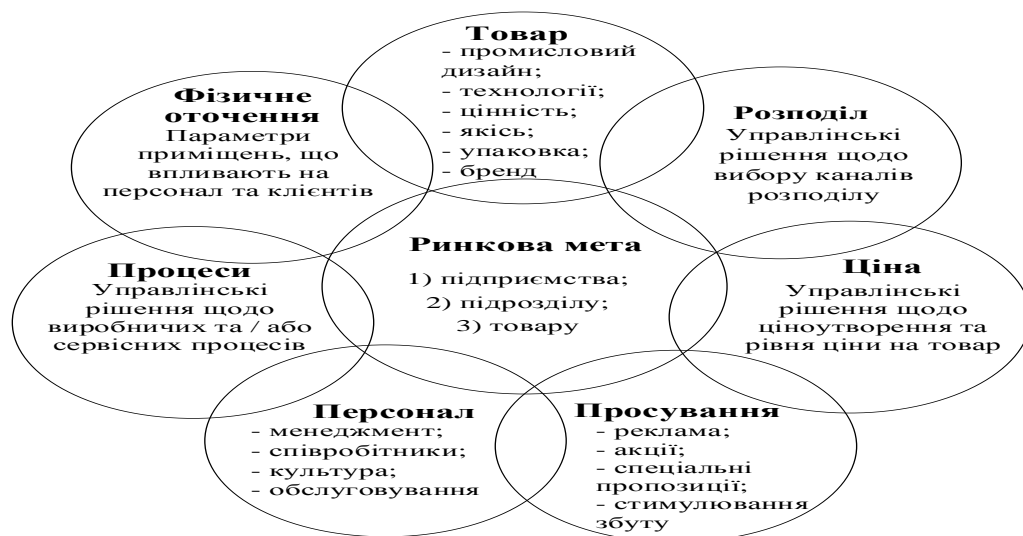 Товар
- промисловий
дизайн;
- технології;
- цінність;
- якісь;
- упаковка;
- бренд
Фізичне
оточення
Параметри
приміщень, що
впливають на
персонал та клієнтів
Розподіл
Управлінські
рішення щодо
вибору каналів
розподілу
Ринкова мета
1) підприємства;
2) підрозділу;
3) товару
Процеси
Управлінські
рішення щодо
виробничих та / або
сервісних процесів
Ціна
Управлінські
рішення щодо
ціноутворення та
рівня ціни на товар
Персонал
- менеджмент;
- співробітники;
- культура;
- обслуговування
Просування
- реклама;
- акції;
- спеціальні
пропозиції;
- стимулювання
збуту